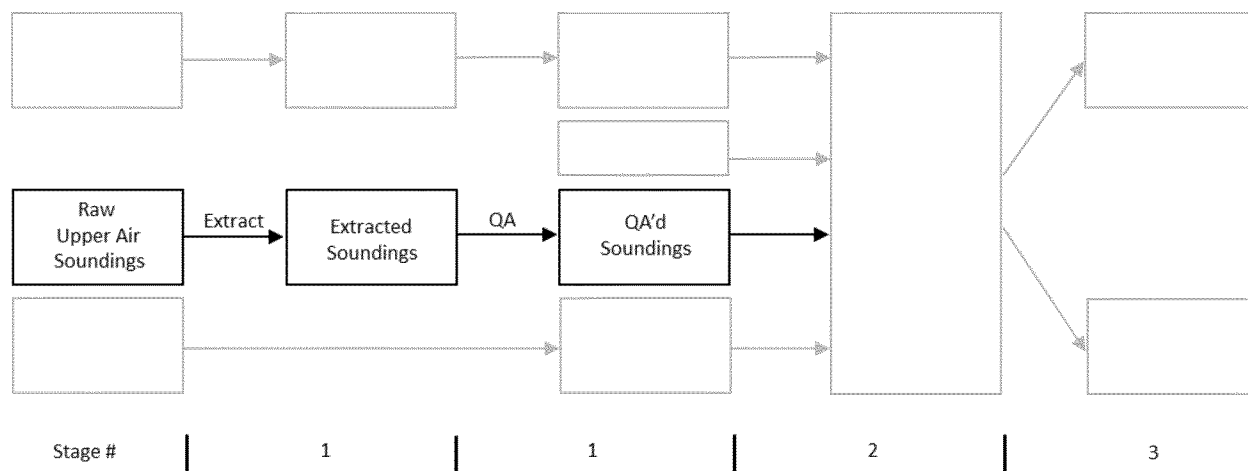 Raw
Upper Air
Soundings
Extract
Extracted
Soundings
QA
QA'd
Soundings
Stage #
1
1
2
3